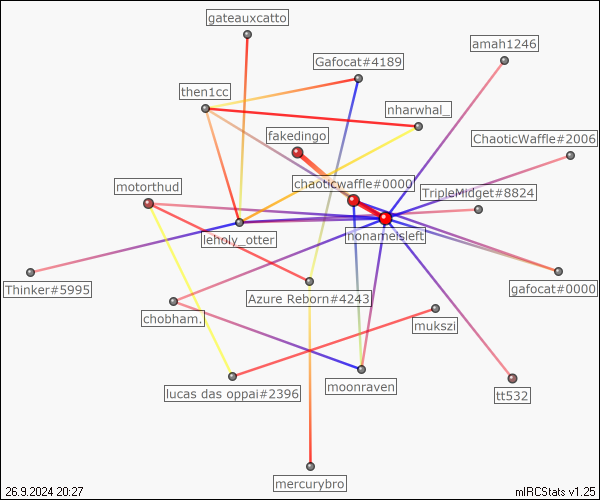 gateauxcatto
amah1246
Gafocat#4189
then1cc
nharwhal_
fakedingo
ChaoticWaffle#2006
chaoticwaffle#0000
motorthud
TripleMidget#8824
leholy_otter
nonameisleft
Thinker#5995
gafocat#0000
Azure Reborn#4243
chobham.
mukszi
lucas das oppai#2396
moonraven
tt532
mercurybro
26.9.2024 20:27
mIRCStats v1.25